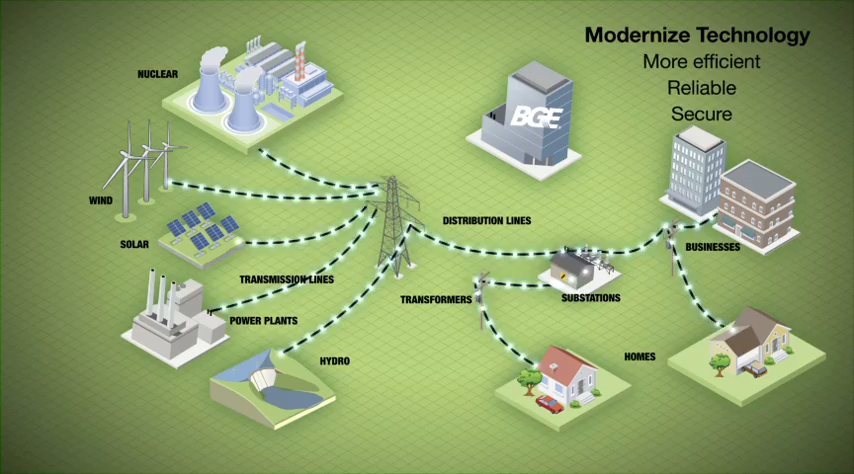 Modernize Technology
More efficient
Reliable
Secure
NUCLEAR
BGE
WIND
SOLAR
DISTRIBUTION LINES
BUSINESSES
TRANSMISSION LINES
TRANSFORMERS
SUBSTATIONS
POWER PLANTS
HYDRO
HOMES